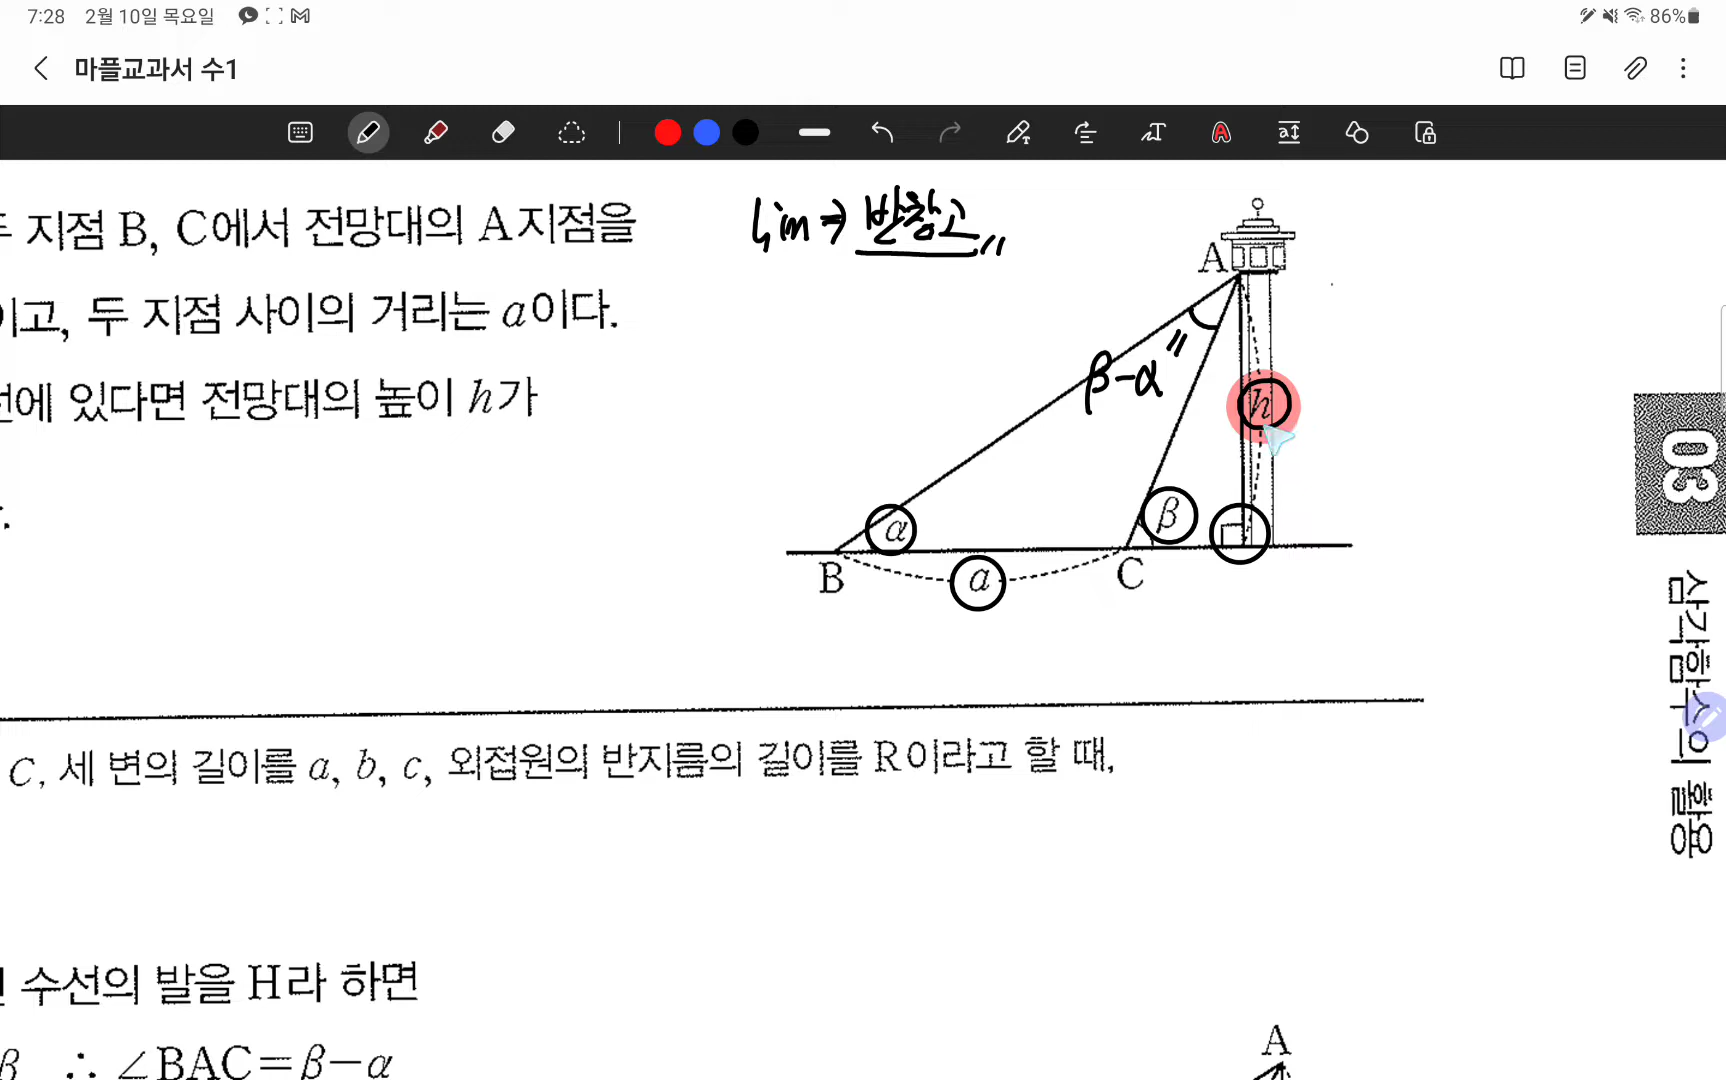 7:28 2월 10일 목요일
86%
마플교과서 수1
지점 B, C에서 전망대의 A지점을
이고, 두 지점 사이의 거리는 a이다.
선에 있다면 전망대의 높이 h가
lim ⇒
A
β-α
h
α
β
B
a
C
03
삼각함수의 활용
C, 세 변의 길이를 a, b, c, 외접원의 반지름의 길이를 R이라고 할 때,
수선의 발을 H라 하면
β ∴ ∠BAC=β-α
A